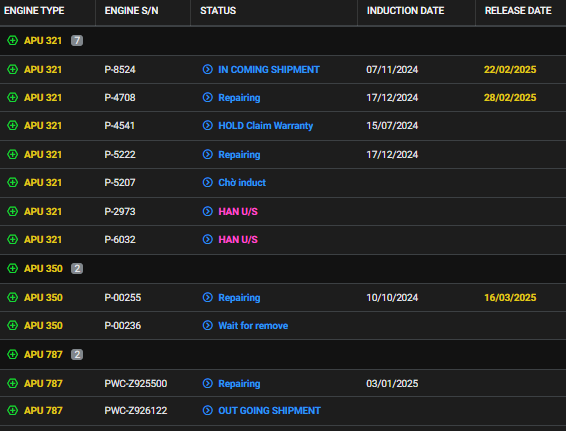 ENGINE TYPE ENGINE S/N STATUS INDUCTION DATE RELEASE DATE
APU 321 7
APU 321 P-8524 IN COMING SHIPMENT 07/11/2024 22/02/2025
APU 321 P-4708 Repairing 17/12/2024 28/02/2025
APU 321 P-4541 HOLD Claim Warranty 15/07/2024
APU 321 P-5222 Repairing 17/12/2024
APU 321 P-5207 Chờ induct
APU 321 P-2973 HAN U/S
APU 321 P-6032 HAN U/S
APU 350 2
APU 350 P-00255 Repairing 10/10/2024 16/03/2025
APU 350 P-00236 Wait for remove
APU 787 2
APU 787 PWC-Z925500 Repairing 03/01/2025
APU 787 PWC-Z926122 OUT GOING SHIPMENT